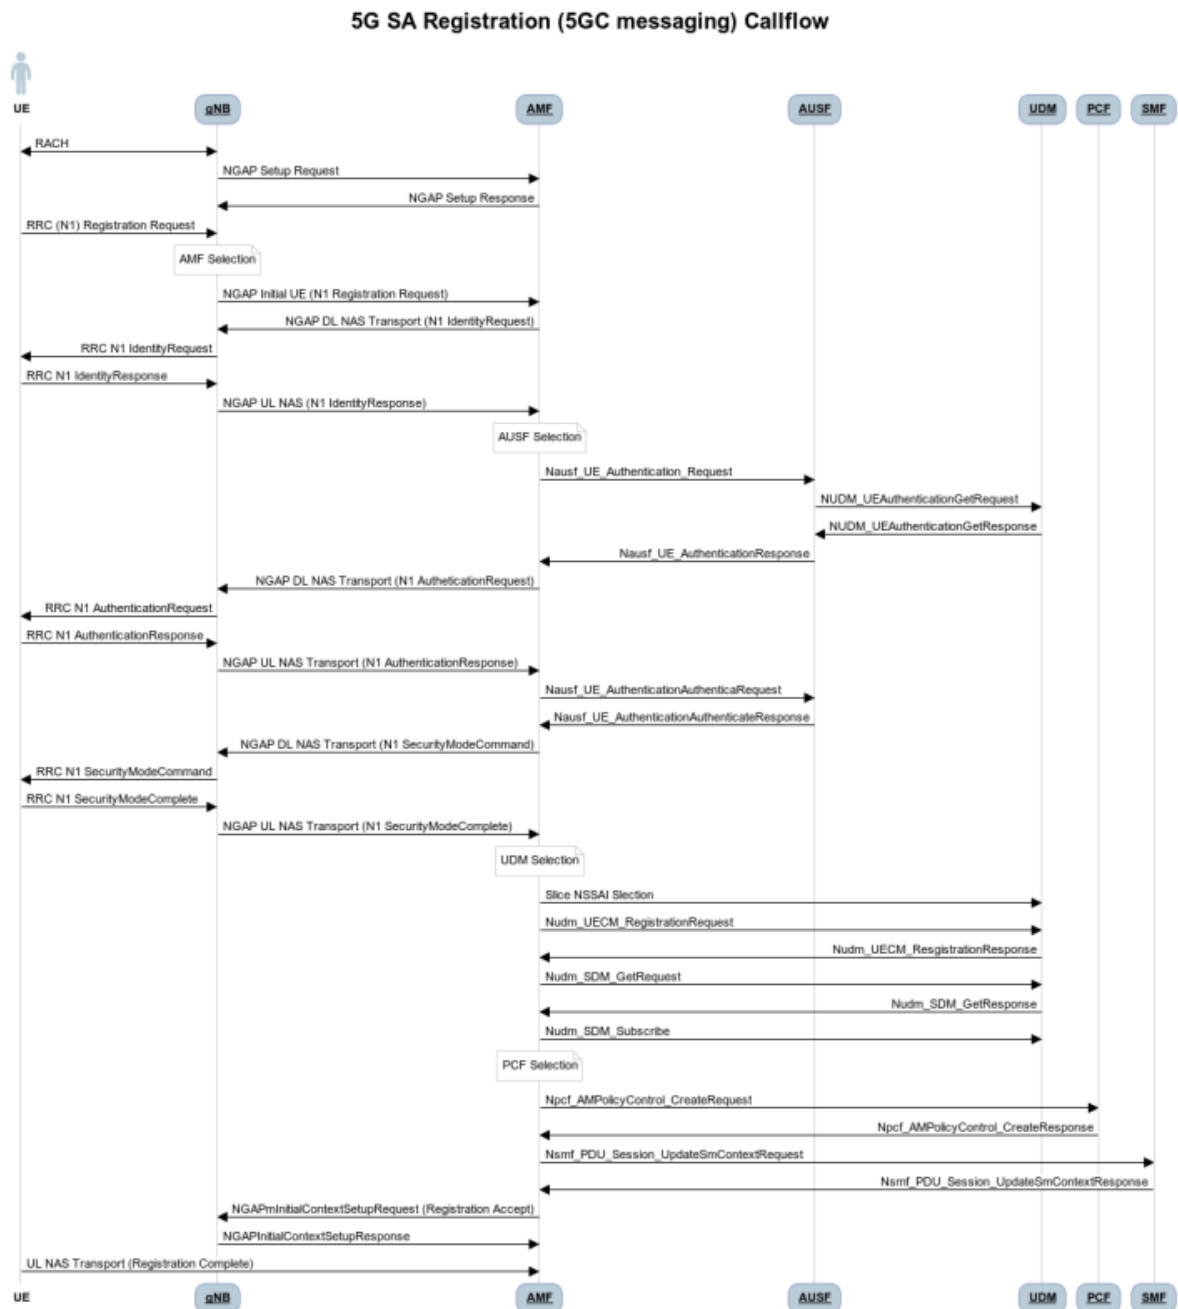 5G SA Registration (5GC messaging) Callflow
UE gNB AMF AUSF UDM PCF SMF
RACH
NGAP Setup Request
NGAP Setup Response
RRC (N1) Registration Request
AMF Selection
NGAP Initial UE (N1 Registration Request)
NGAP DL NAS Transport (N1 IdentityRequest)
RRC N1 IdentityRequest
RRC N1 IdentityResponse
NGAP UL NAS (N1 IdentityResponse)
AUSF Selection
Nausf_UE_Authentication_Request
NUDM_UEAuthenticationGetRequest
NUDM_UEAuthenticationGetResponse
Nausf_UE_AuthenticationResponse
NGAP DL NAS Transport (N1 AutheticationRequest)
RRC N1 AuthenticationRequest
RRC N1 AuthenticationResponse
NGAP UL NAS Transport (N1 AuthenticationResponse)
Nausf_UE_AuthenticationAuthenticaRequest
Nausf_UE_AuthenticationAuthenticateResponse
NGAP DL NAS Transport (N1 SecurityModeCommand)
RRC N1 SecurityModeCommand
RRC N1 SecurityModeComplete
NGAP UL NAS Transport (N1 SecurityModeComplete)
UDM Selection
Slice NSSAI Slection
Nudm_UECM_RegistrationRequest
Nudm_UECM_ResgistrationResponse
Nudm_SDM_GetRequest
Nudm_SDM_GetResponse
Nudm_SDM_Subscribe
PCF Selection
Npcf_AMPolicyControl_CreateRequest
Npcf_AMPolicyControl_CreateResponse
Nsmf_PDU_Session_UpdateSmContextRequest
Nsmf_PDU_Session_UpdateSmContextResponse
NGAPmInitialContextSetupRequest (Registration Accept)
NGAPInitialContextSetupResponse
UL NAS Transport (Registration Complete)
UE gNB AMF AUSF UDM PCF SMF